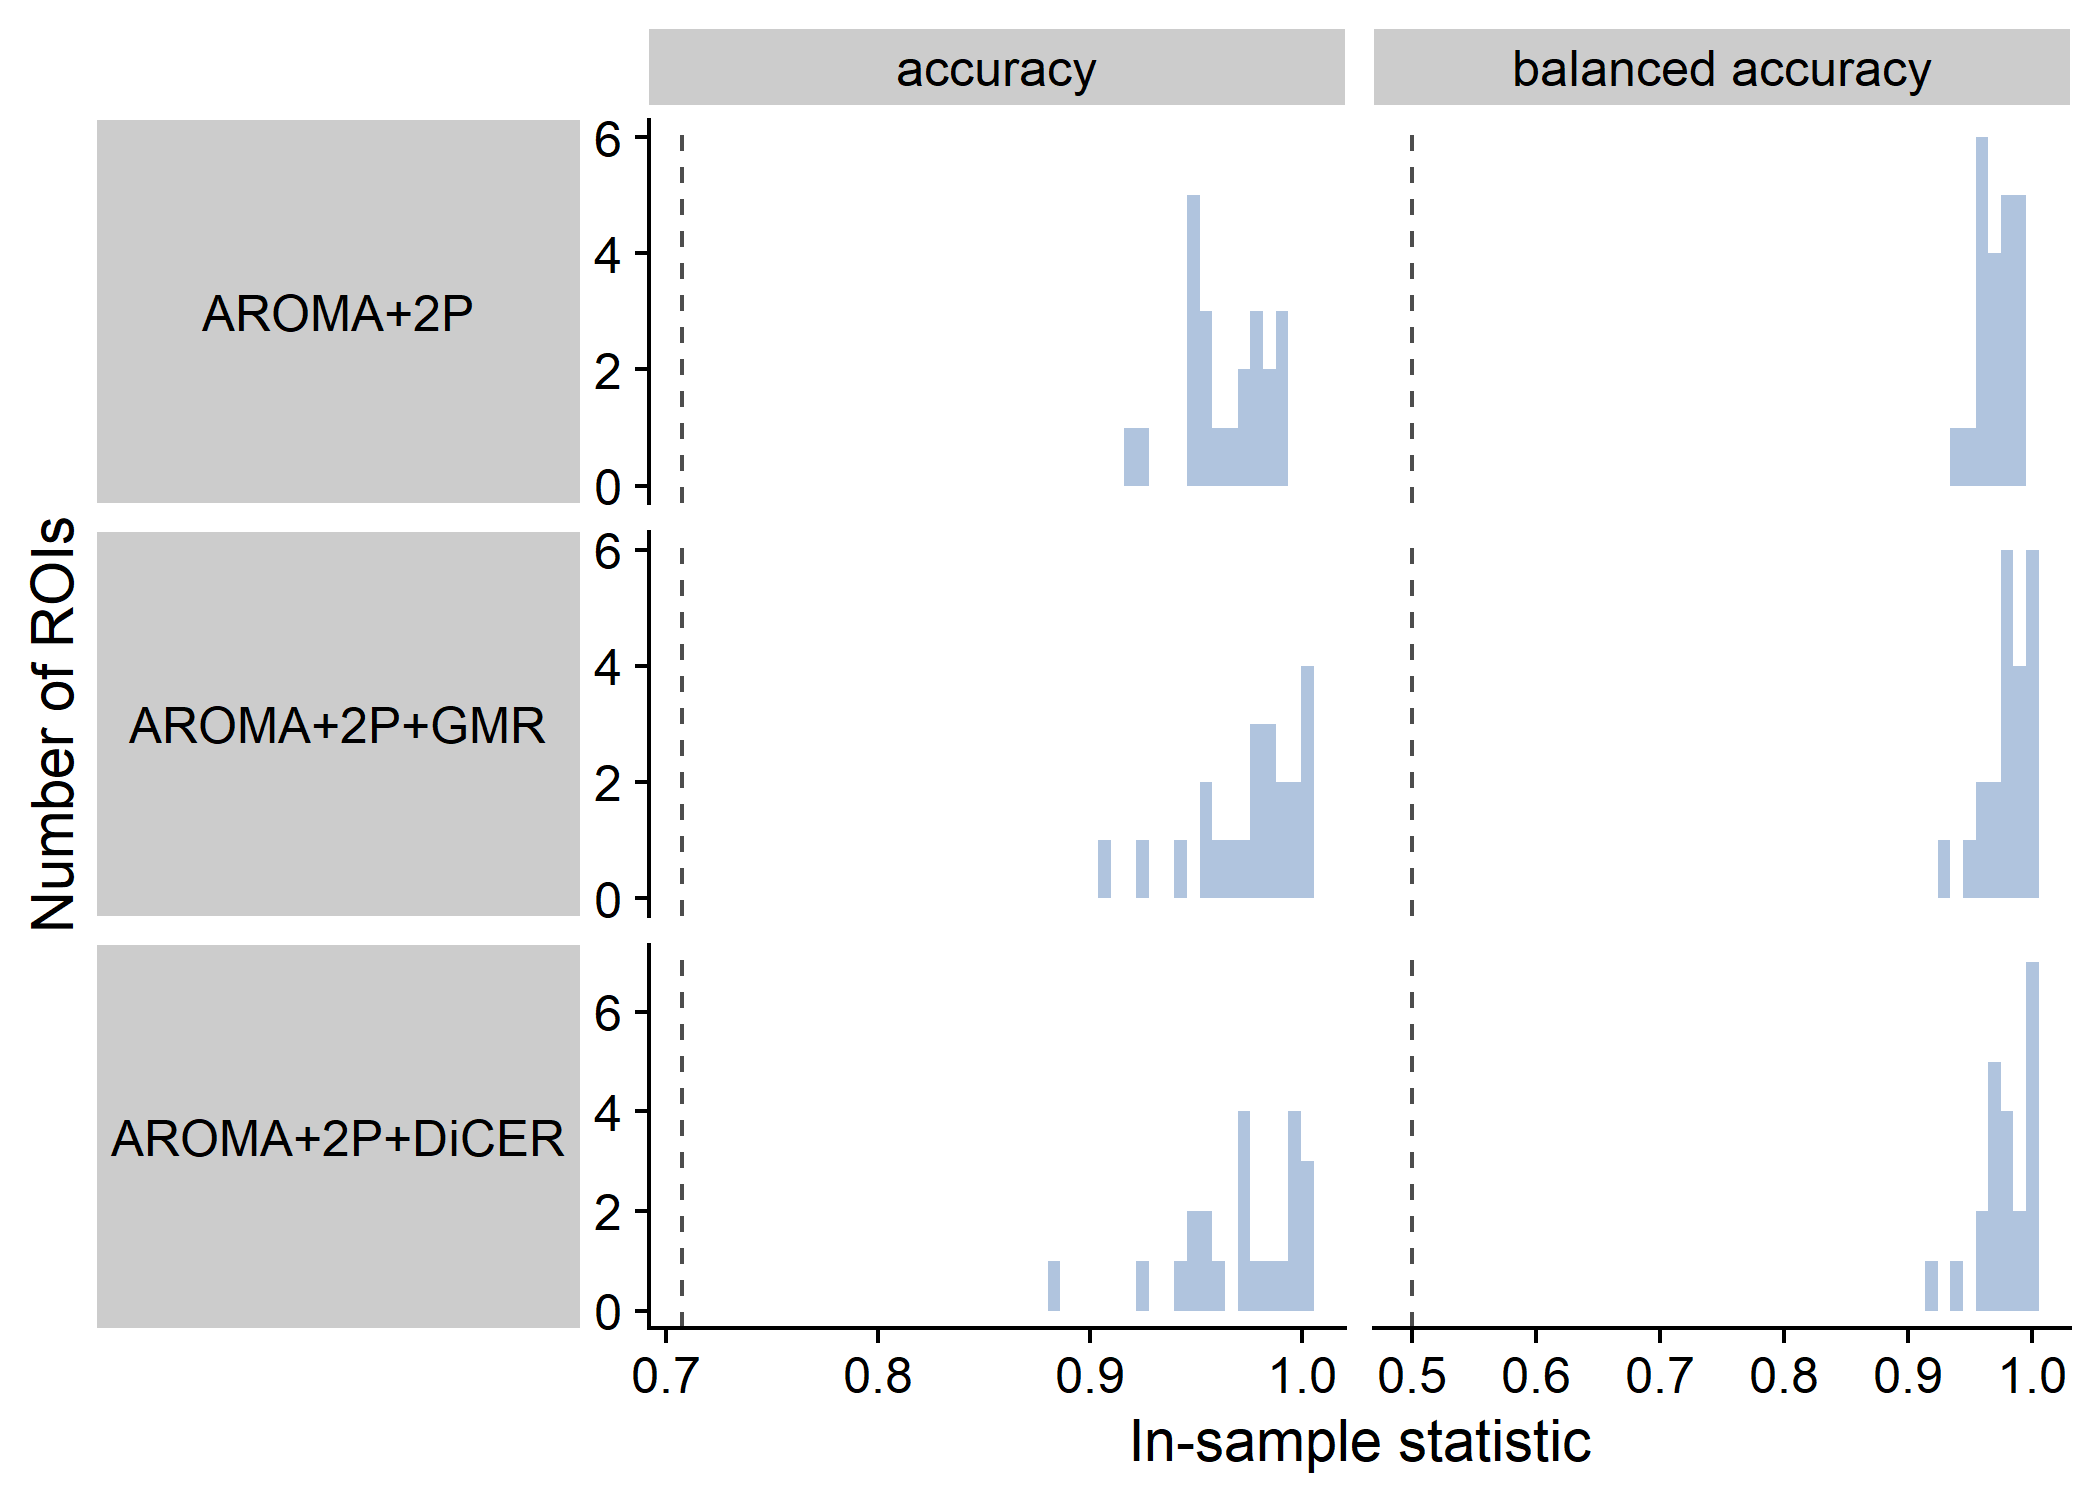 accuracy
balanced accuracy
Number of ROIs
AROMA+2P
6
4
2
0
AROMA+2P+GMR
6
4
2
0
AROMA+2P+DiCER
6
4
2
0
0.7 0.8 0.9 1.0
0.5 0.6 0.7 0.8 0.9 1.0
In-sample statistic